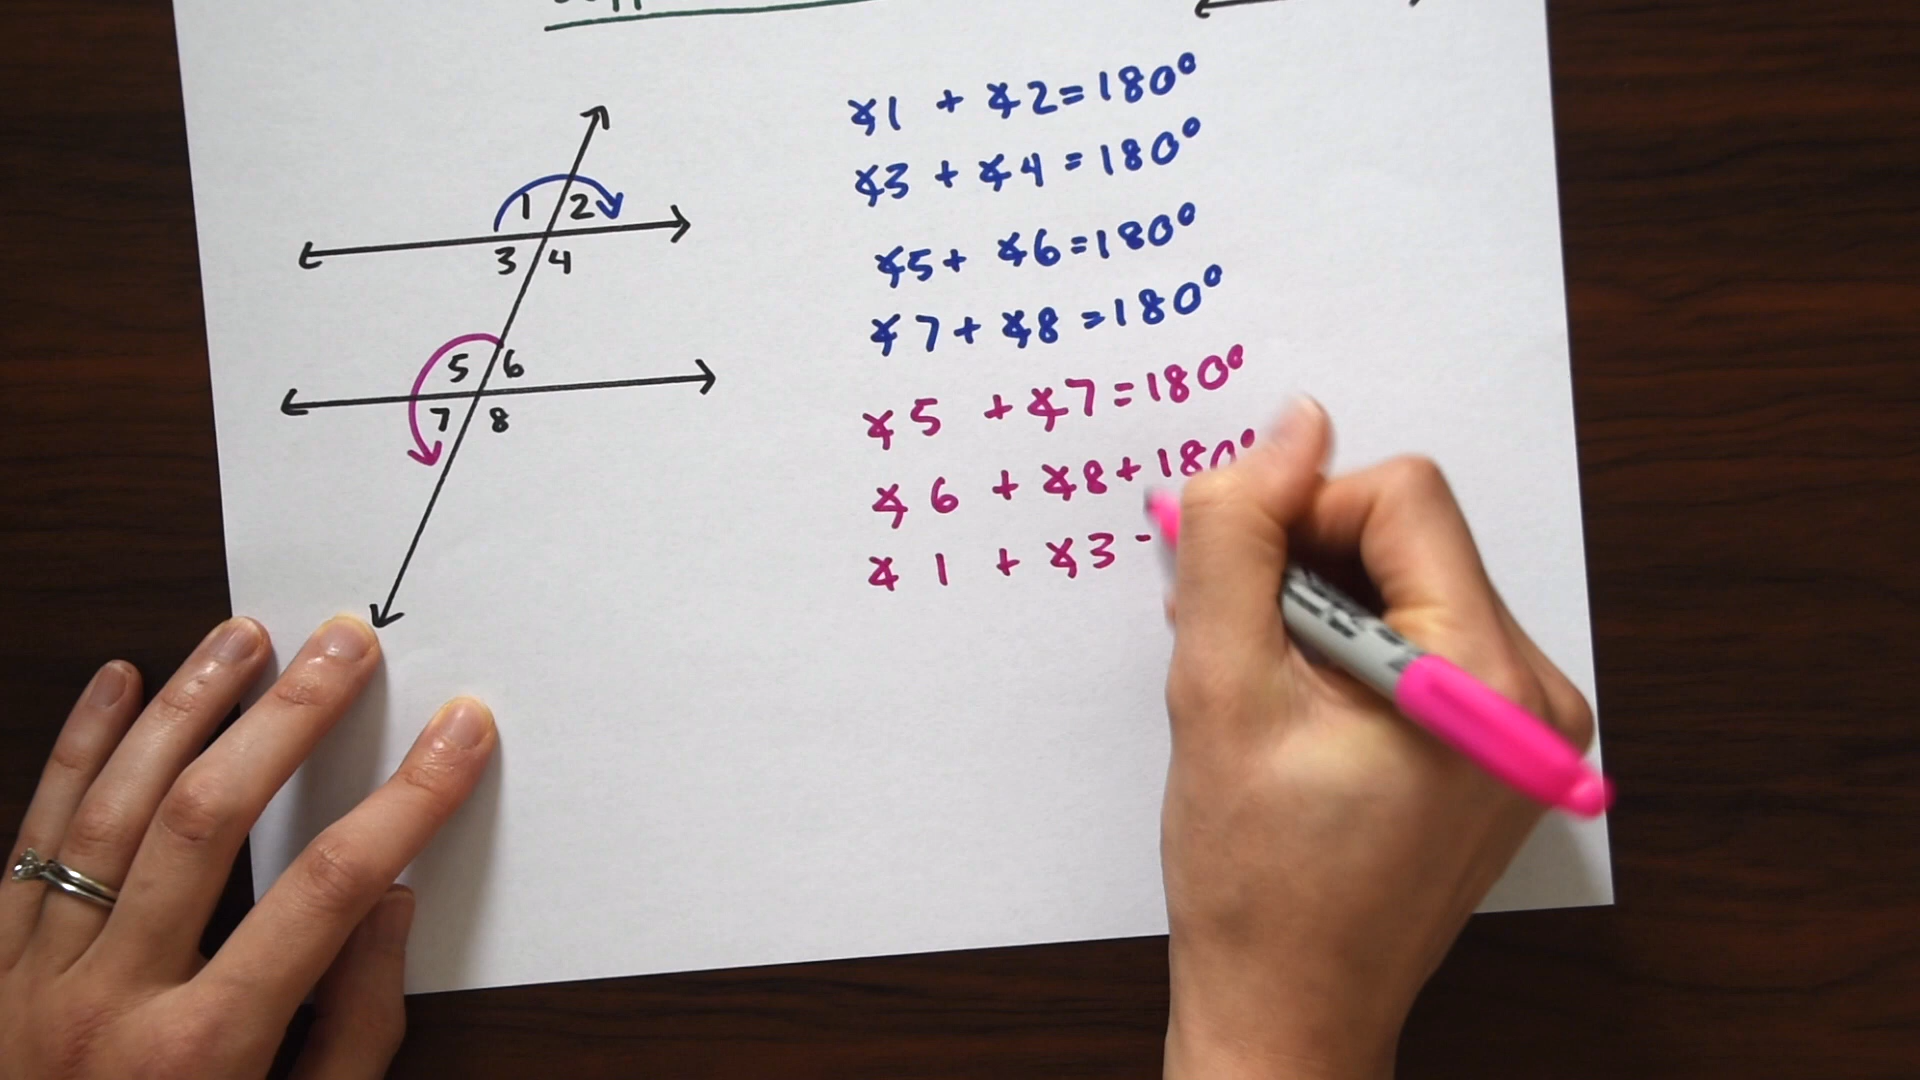 1 2
3 4
5 6
7 8
∡1 + ∡2=180°
∡3 + ∡4=180°
∡5+ ∡6=180°
∡7+ ∡8=180°
∡5 + ∡7=180°
∡6 + ∡8+180°
∡1 + ∡3 -